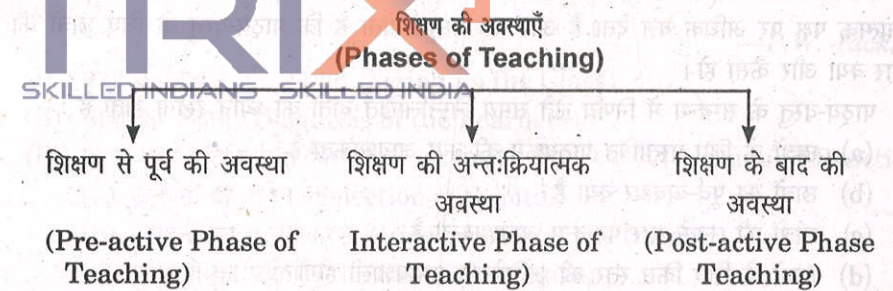 शिक्षण की अवस्थाएँ
(Phases of Teaching)
SKILLED INDIANS SKILLED INDIA
शिक्षण से पूर्व की अवस्था शिक्षण की अन्तःक्रियात्मक शिक्षण के बाद की
अवस्था अवस्था
(Pre-active Phase of Interactive Phase of (Post-active Phase
Teaching) Teaching) Teaching)